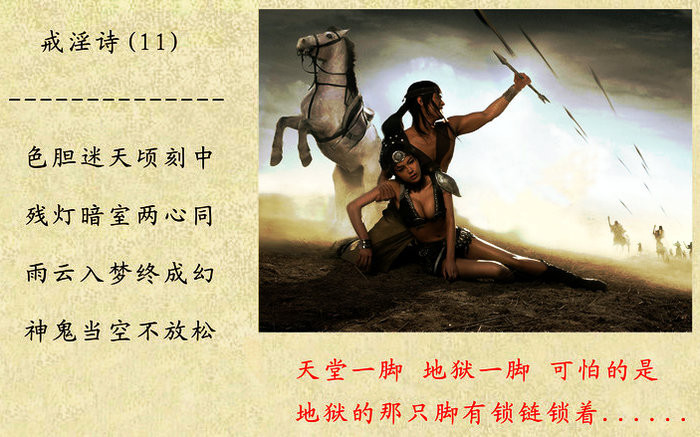 戒淫诗(11)
--------------
色胆迷天顷刻中
残灯暗室两心同
雨云入梦终成幻
神鬼当空不放松
天堂一脚 地狱一脚 可怕的是
地狱的那只脚有锁链锁着......